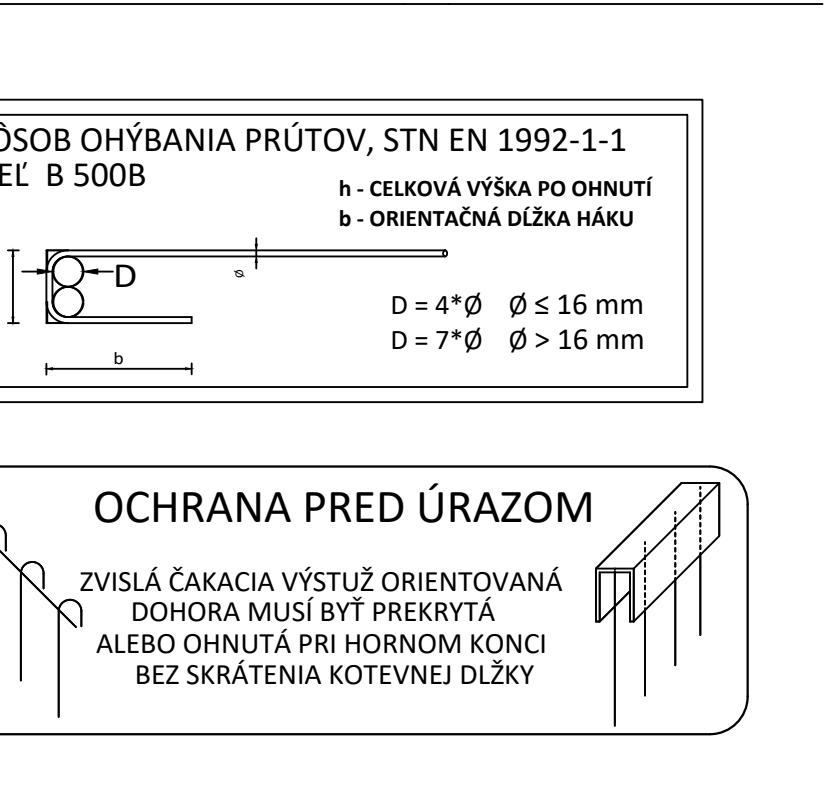 ÔSOB OHÝBANIA PRÚTOV, STN EN 1992-1-1
EĽ B 500B
h - CELKOVÁ VÝŠKA PO OHNUTÍ
b - ORIENTAČNÁ DĹŽKA HÁKU
D
Ø
D = 4*Ø Ø ≤ 16 mm
D = 7*Ø Ø > 16 mm
b
OCHRANA PRED ÚRAZOM
ZVISLÁ ČAKACIA VÝSTUŽ ORIENTOVANÁ
DOHORA MUSÍ BYŤ PREKRYTÁ
ALEBO OHNUTÁ PRI HORNOM KONCI
BEZ SKRÁTENIA KOTEVNEJ DLŽKY